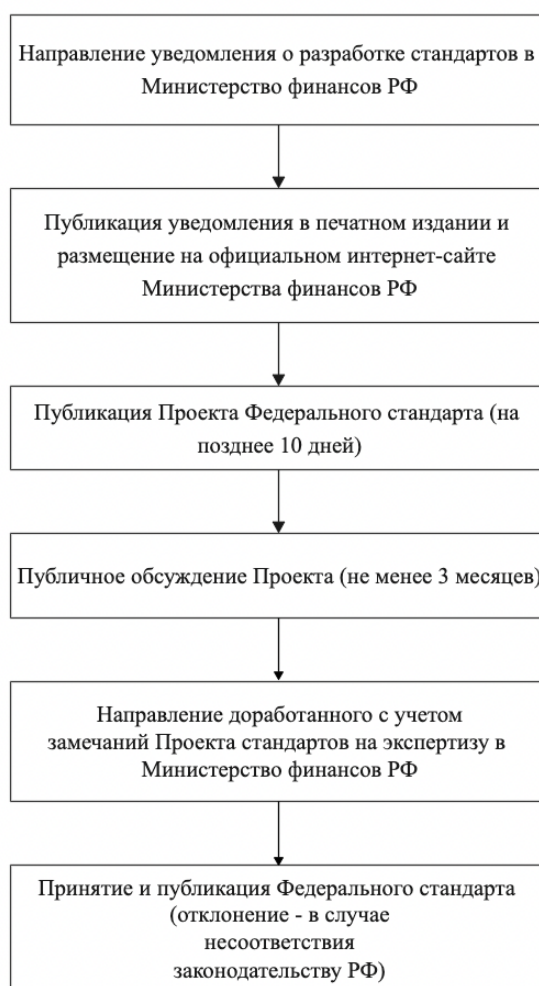 Направление уведомления о разработке стандартов в
Министерство финансов РФ
Публикация уведомления в печатном издании и
размещение на официальном интернет-сайте
Министерства финансов РФ
Публикация Проекта Федерального стандарта (на
позднее 10 дней)
Публичное обсуждение Проекта (не менее 3 месяцев)
Направление доработанного с учетом
замечаний Проекта стандартов на экспертизу в
Министерство финансов РФ
Принятие и публикация Федерального стандарта
(отклонение - в случае
несоответствия
законодательству РФ)